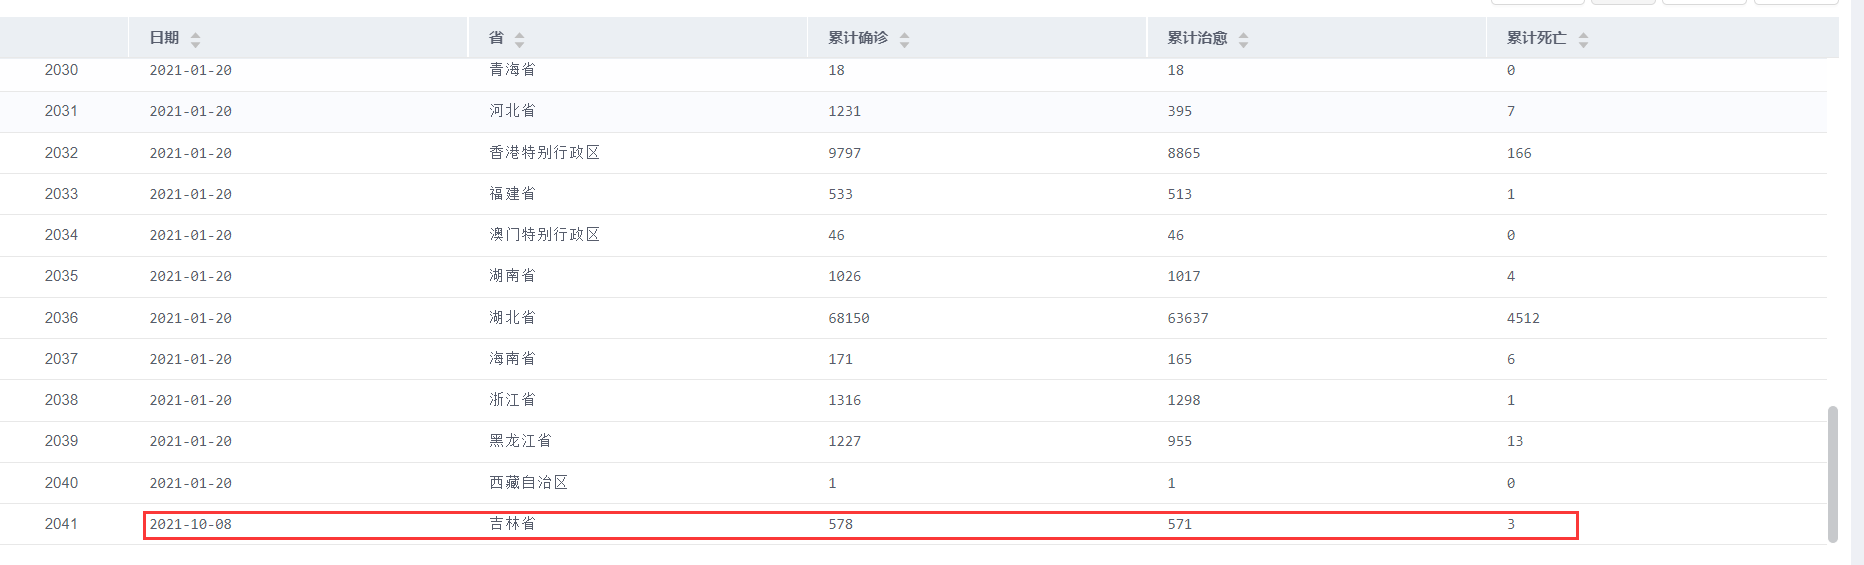 日期 省 累计确诊 累计治愈 累计死亡
2030 2021-01-20 青海省 18 18 0
2031 2021-01-20 河北省 1231 395 7
2032 2021-01-20 香港特别行政区 9797 8865 166
2033 2021-01-20 福建省 533 513 1
2034 2021-01-20 澳门特别行政区 46 46 0
2035 2021-01-20 湖南省 1026 1017 4
2036 2021-01-20 湖北省 68150 63637 4512
2037 2021-01-20 海南省 171 165 6
2038 2021-01-20 浙江省 1316 1298 1
2039 2021-01-20 黑龙江省 1227 955 13
2040 2021-01-20 西藏自治区 1 1 0
2041 2021-10-08 吉林省 578 571 3